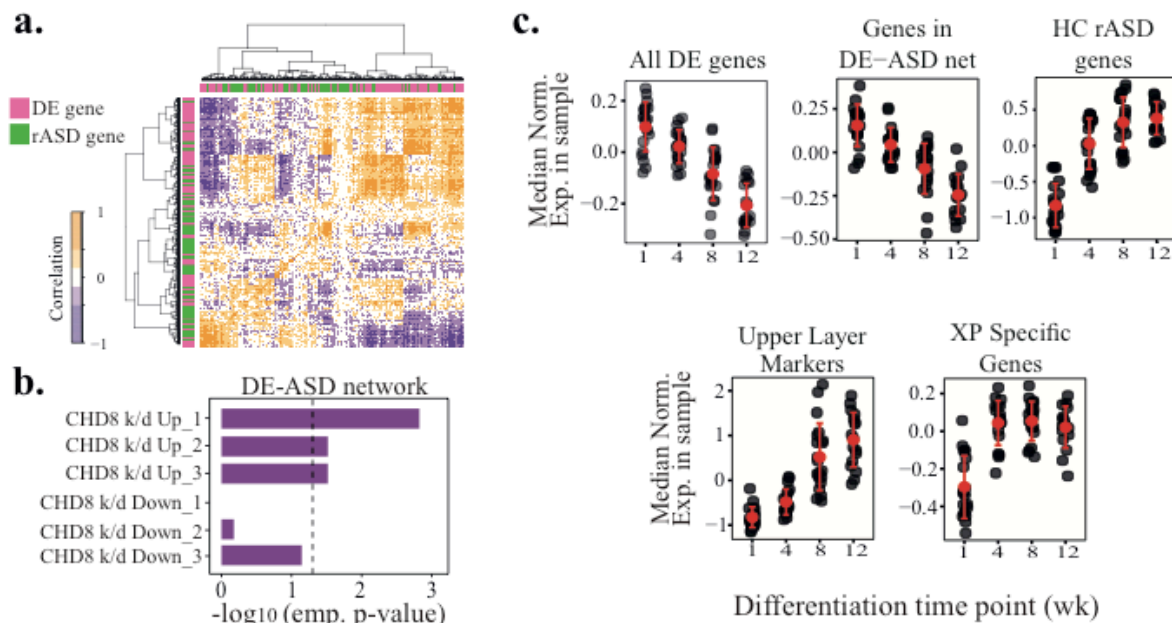 a.
DE gene
rASD gene
1
0
−1
Correlation
b.
DE-ASD network
CHD8 k/d Up_1
CHD8 k/d Up_2
CHD8 k/d Up_3
CHD8 k/d Down_1
CHD8 k/d Down_2
CHD8 k/d Down_3
0 1 2 3
-log10 (emp. p-value)
c.
All DE genes
Median Norm.
Exp. in sample
0.2
0.0
−0.2
1 4 8 12
Genes in
DE−ASD net
0.25
0.00
−0.25
−0.50
1 4 8 12
HC rASD
genes
0.5
0.0
−0.5
−1.0
1 4 8 12
Upper Layer
Markers
Median Norm.
Exp. in sample
2
1
0
−1
1 4 8 12
XP Specific
Genes
0.2
0.0
−0.2
−0.4
1 4 8 12
Differentiation time point (wk)